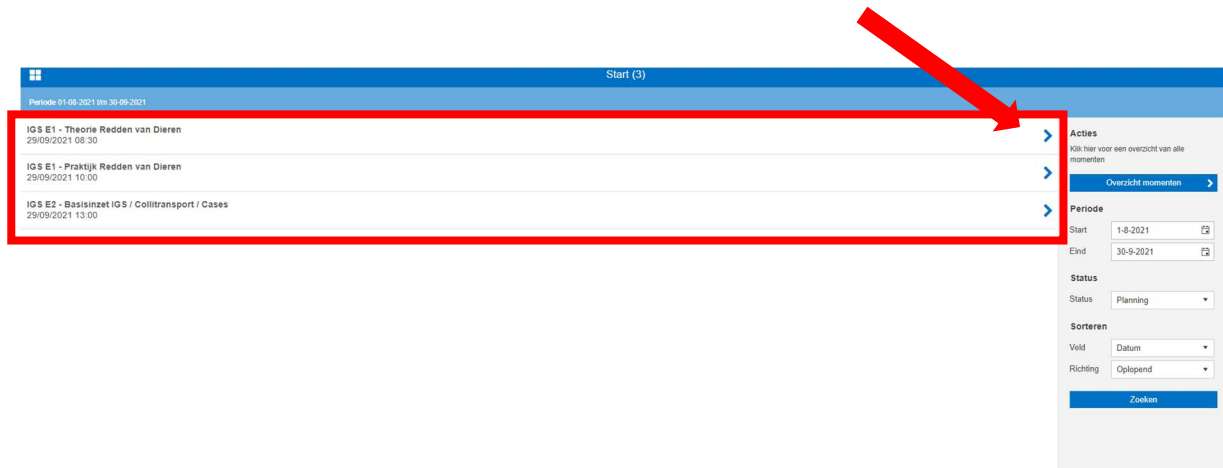 Start (3)
Periode 01-08-2021 t/m 30-09-2021
IGS E1 - Theorie Redden van Dieren
29/09/2021 08:30
IGS E1 - Praktijk Redden van Dieren
29/09/2021 10:00
IGS E2 - Basisinzet IGS / Collitransport / Cases
29/09/2021 13:00
Acties
Klik hier voor een overzicht van alle
momenten
Overzicht momenten
Periode
Start 1-8-2021
Eind 30-9-2021
Status
Status Planning
Sorteren
Veld Datum
Richting Oplopend
Zoeken